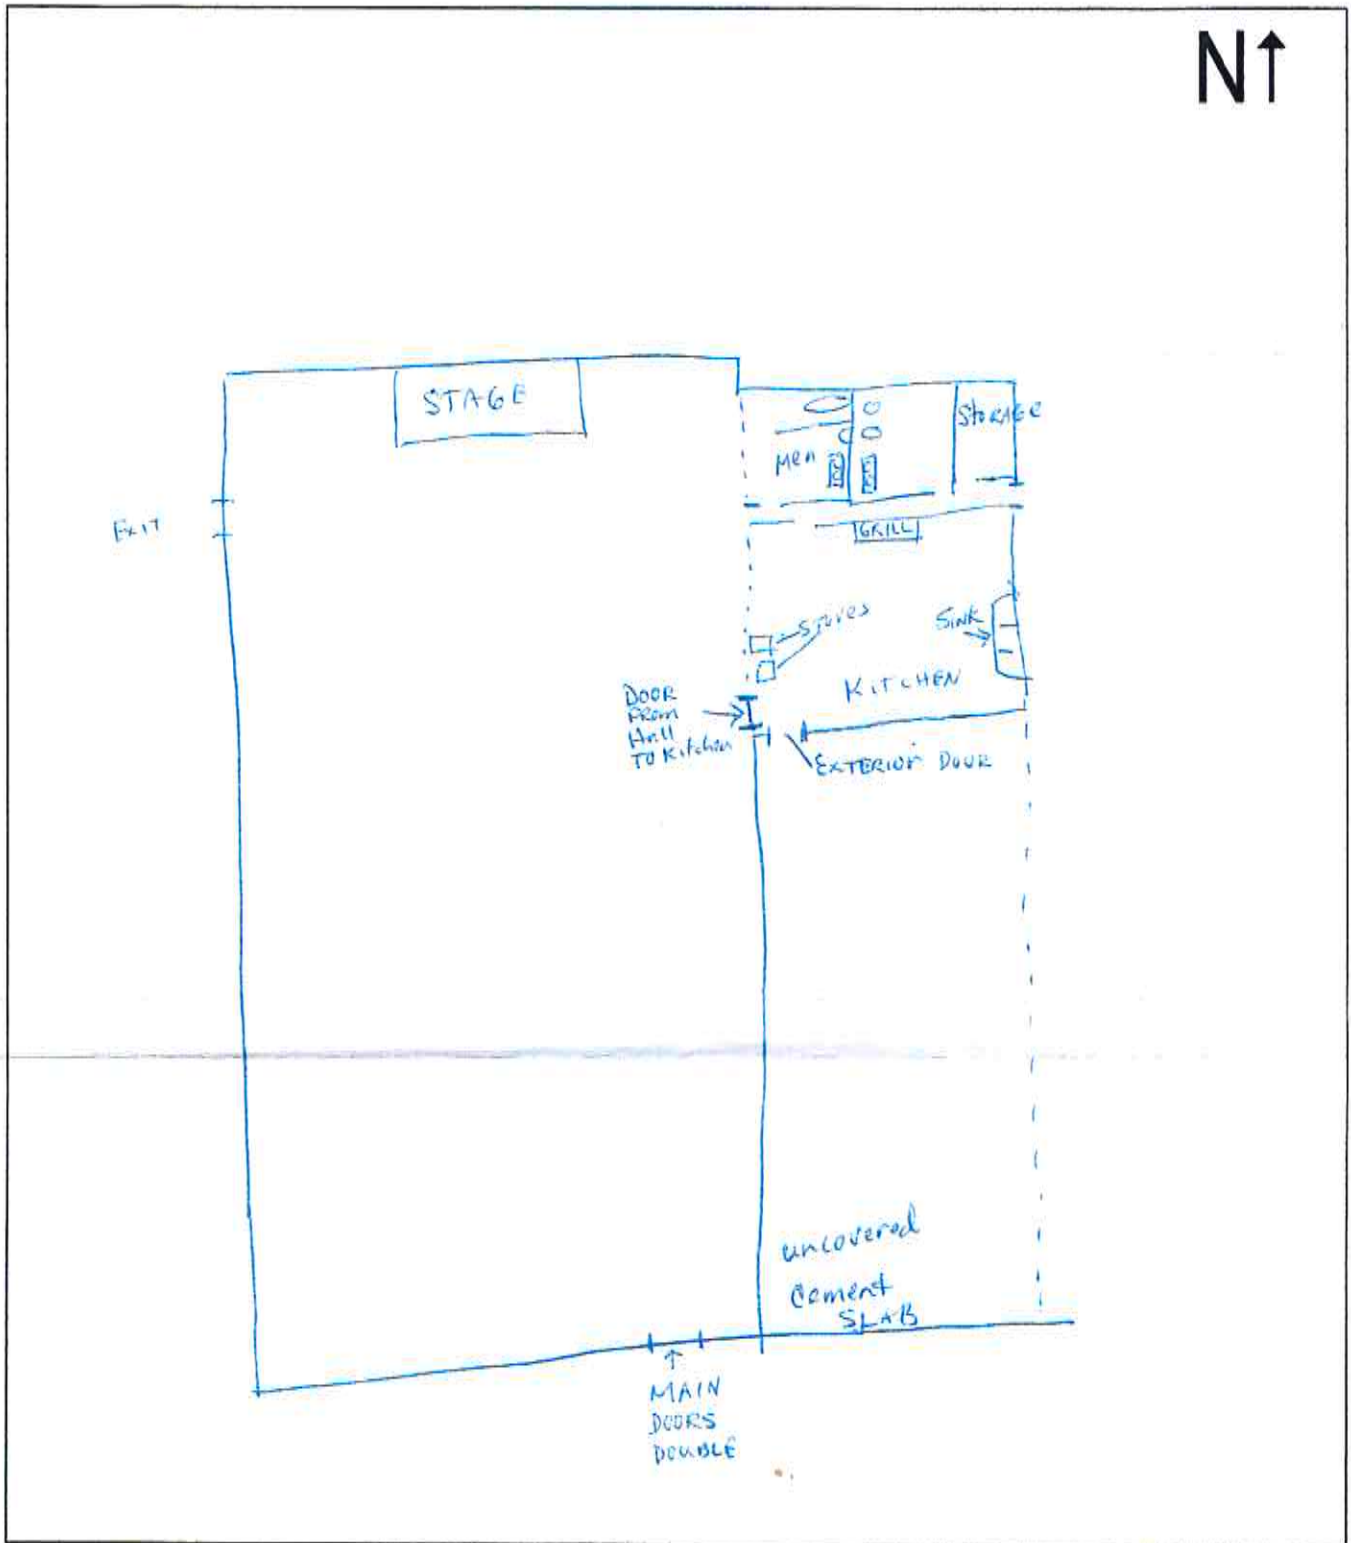 N↑
STAGE
STORAGE
Men
EXIT
GRILL
STOVES
SINK
KITCHEN
DOOR
FROM
Hall
TO Kitchen
EXTERIOR DOOR
uncovered
Cement
SLAB
MAIN
DOORS
DOUBLE